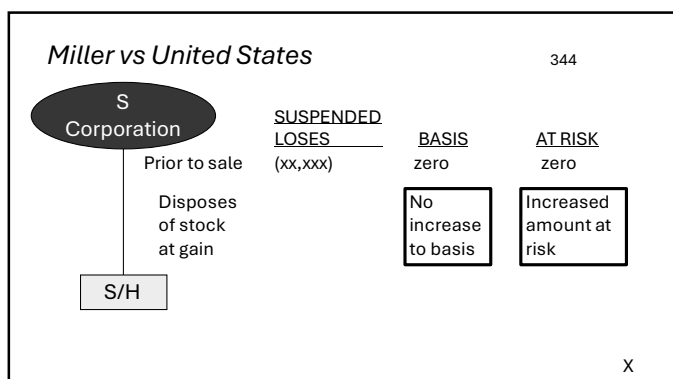 Miller vs United States
344
S
Corporation
SUSPENDED
LOSES
BASIS
AT RISK
Prior to sale
(xx,xxx)
zero
zero
Disposes
of stock
at gain
No
increase
to basis
Increased
amount at
risk
S/H
X